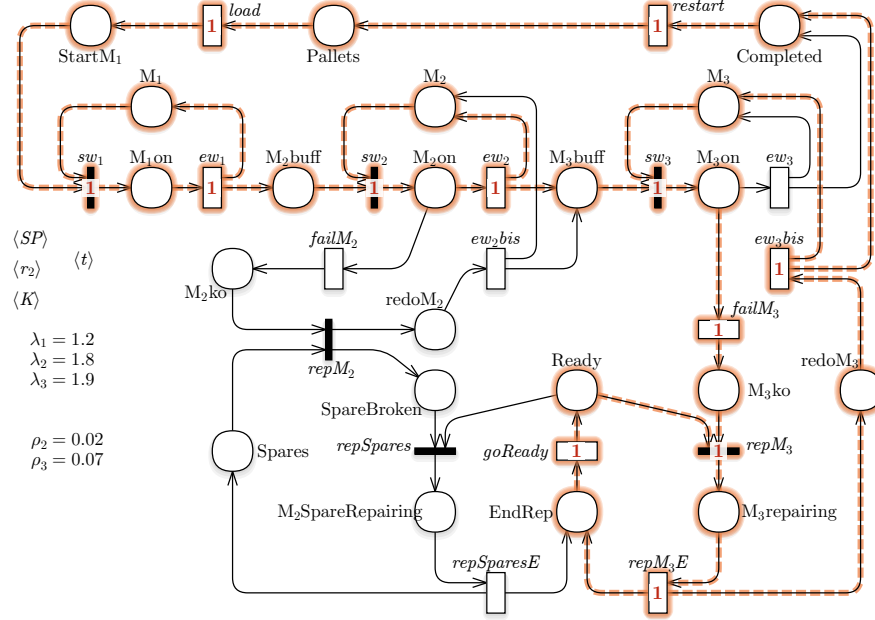 load
restart
StartM₁
Pallets
Completed
M₁
M₂
M₃
sw₁
M₁on
ew₁
M₂buff
sw₂
M₂on
ew₂
M₃buff
sw₃
M₃on
ew₃
1
1
1
1
1
1
1
⟨SP⟩
⟨r₂⟩
⟨t⟩
⟨K⟩
failM₂
ew₂bis
ew₃bis
1
M₂ko
redoM₂
failM₃
1
λ₁ = 1.2
λ₂ = 1.8
λ₃ = 1.9
repM₂
Ready
redoM₃
SpareBroken
M₃ko
ρ₂ = 0.02
ρ₃ = 0.07
Spares
repSpares
goReady
1
1
repM₃
M₂SpareRepairing
EndRep
M₃repairing
repSparesE
repM₃E
1